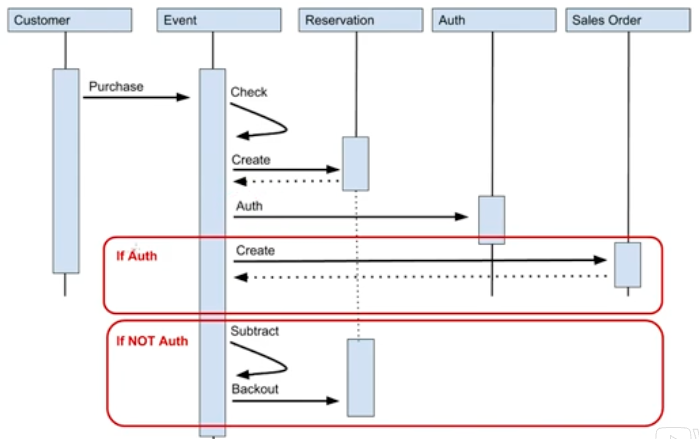 Customer
Event
Reservation
Auth
Sales Order
Purchase
Check
Create
Auth
If Auth
Create
If NOT Auth
Subtract
Backout